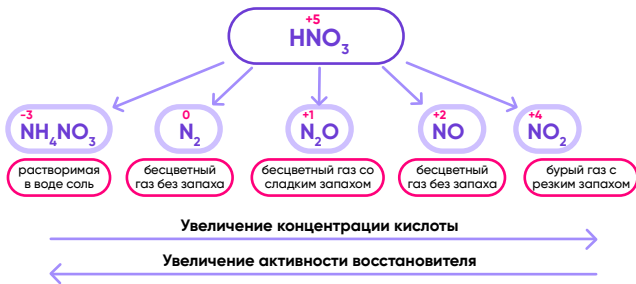 +5
HNO₃
-3 0 +1 +2 +4
NH₄NO₃ N₂ N₂O NO NO₂
растворимая в воде соль
бесцветный газ без запаха
бесцветный газ со сладким запахом
бесцветный газ без запаха
бурый газ с резким запахом
Увеличение концентрации кислоты
Увеличение активности восстановителя